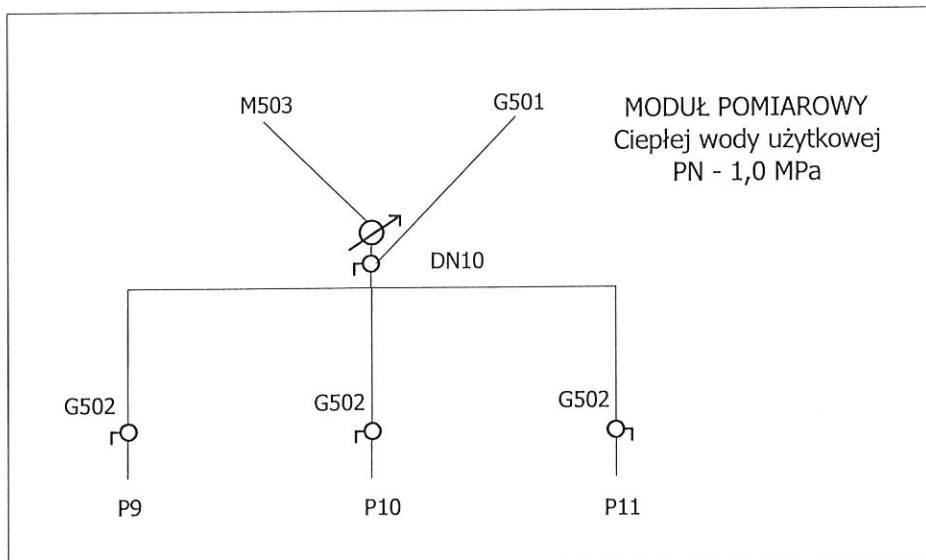 M503
G501
MODUŁ POMIAROWY
Ciepłej wody użytkowej
PN - 1,0 MPa
DN10
G502
G502
G502
P9
P10
P11